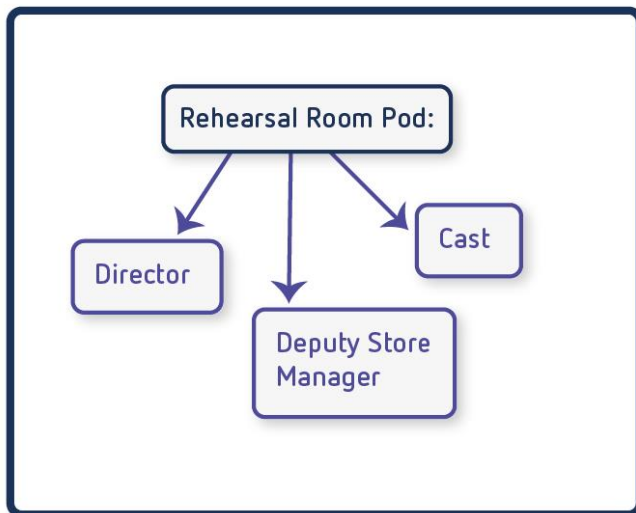 Rehearsal Room Pod:
Director
Cast
Deputy Store
Manager